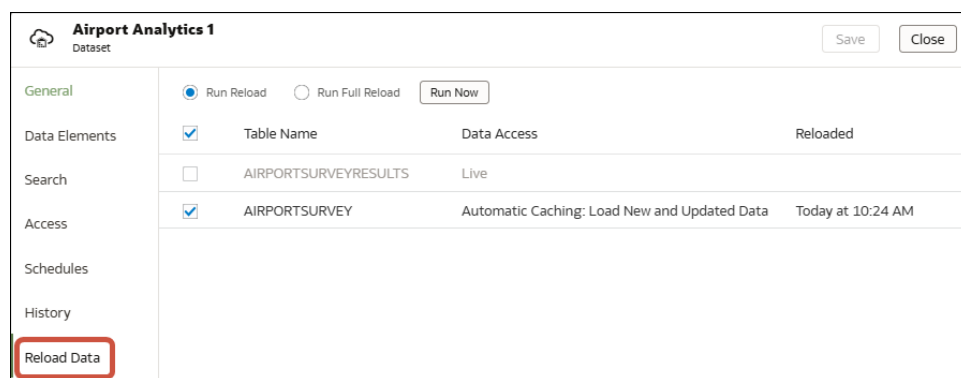 Airport Analytics 1
Dataset
Save
Close
General
Run Reload
Run Full Reload
Run Now
Data Elements
Table Name
Data Access
Reloaded
Search
AIRPORTSURVEYRESULTS
Live
Access
AIRPORTSURVEY
Automatic Caching: Load New and Updated Data
Today at 10:24 AM
Schedules
History
Reload Data